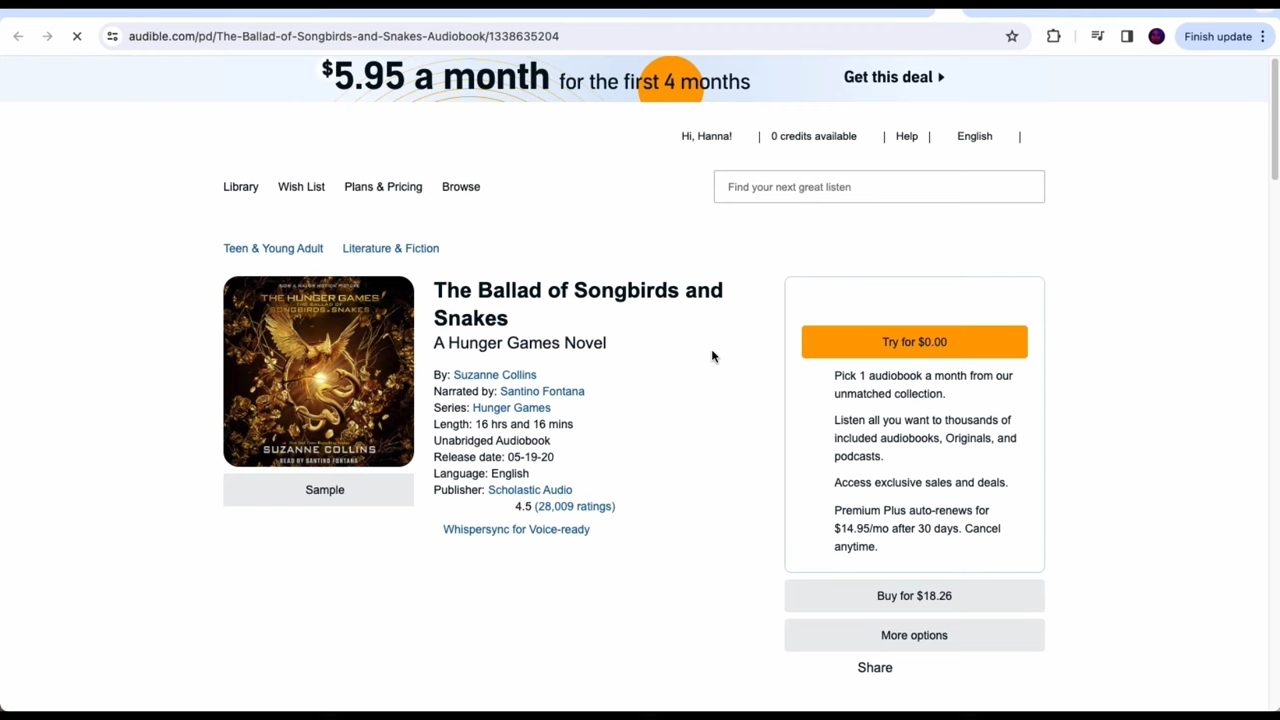 audible.com/pd/The-Ballad-of-Songbirds-and-Snakes-Audiobook/1338635204
Finish update
$5.95 a month for the first 4 months
Get this deal
Hi, Hanna! | 0 credits available | Help | English |
Library Wish List Plans & Pricing Browse
Find your next great listen
Teen & Young Adult Literature & Fiction
NOW A MAJOR MOTION PICTURE
THE HUNGER GAMES
THE BALLAD OF
SONGBIRDS AND SNAKES
SUZANNE COLLINS
READ BY SANTINO FONTANA
Sample
The Ballad of Songbirds and
Snakes
A Hunger Games Novel
By: Suzanne Collins
Narrated by: Santino Fontana
Series: Hunger Games
Length: 16 hrs and 16 mins
Unabridged Audiobook
Release date: 05-19-20
Language: English
Publisher: Scholastic Audio
4.5 (28,009 ratings)
Whispersync for Voice-ready
Try for $0.00
Pick 1 audiobook a month from our
unmatched collection.
Listen all you want to thousands of
included audiobooks, Originals, and
podcasts.
Access exclusive sales and deals.
Premium Plus auto-renews for
$14.95/mo after 30 days. Cancel
anytime.
Buy for $18.26
More options
Share